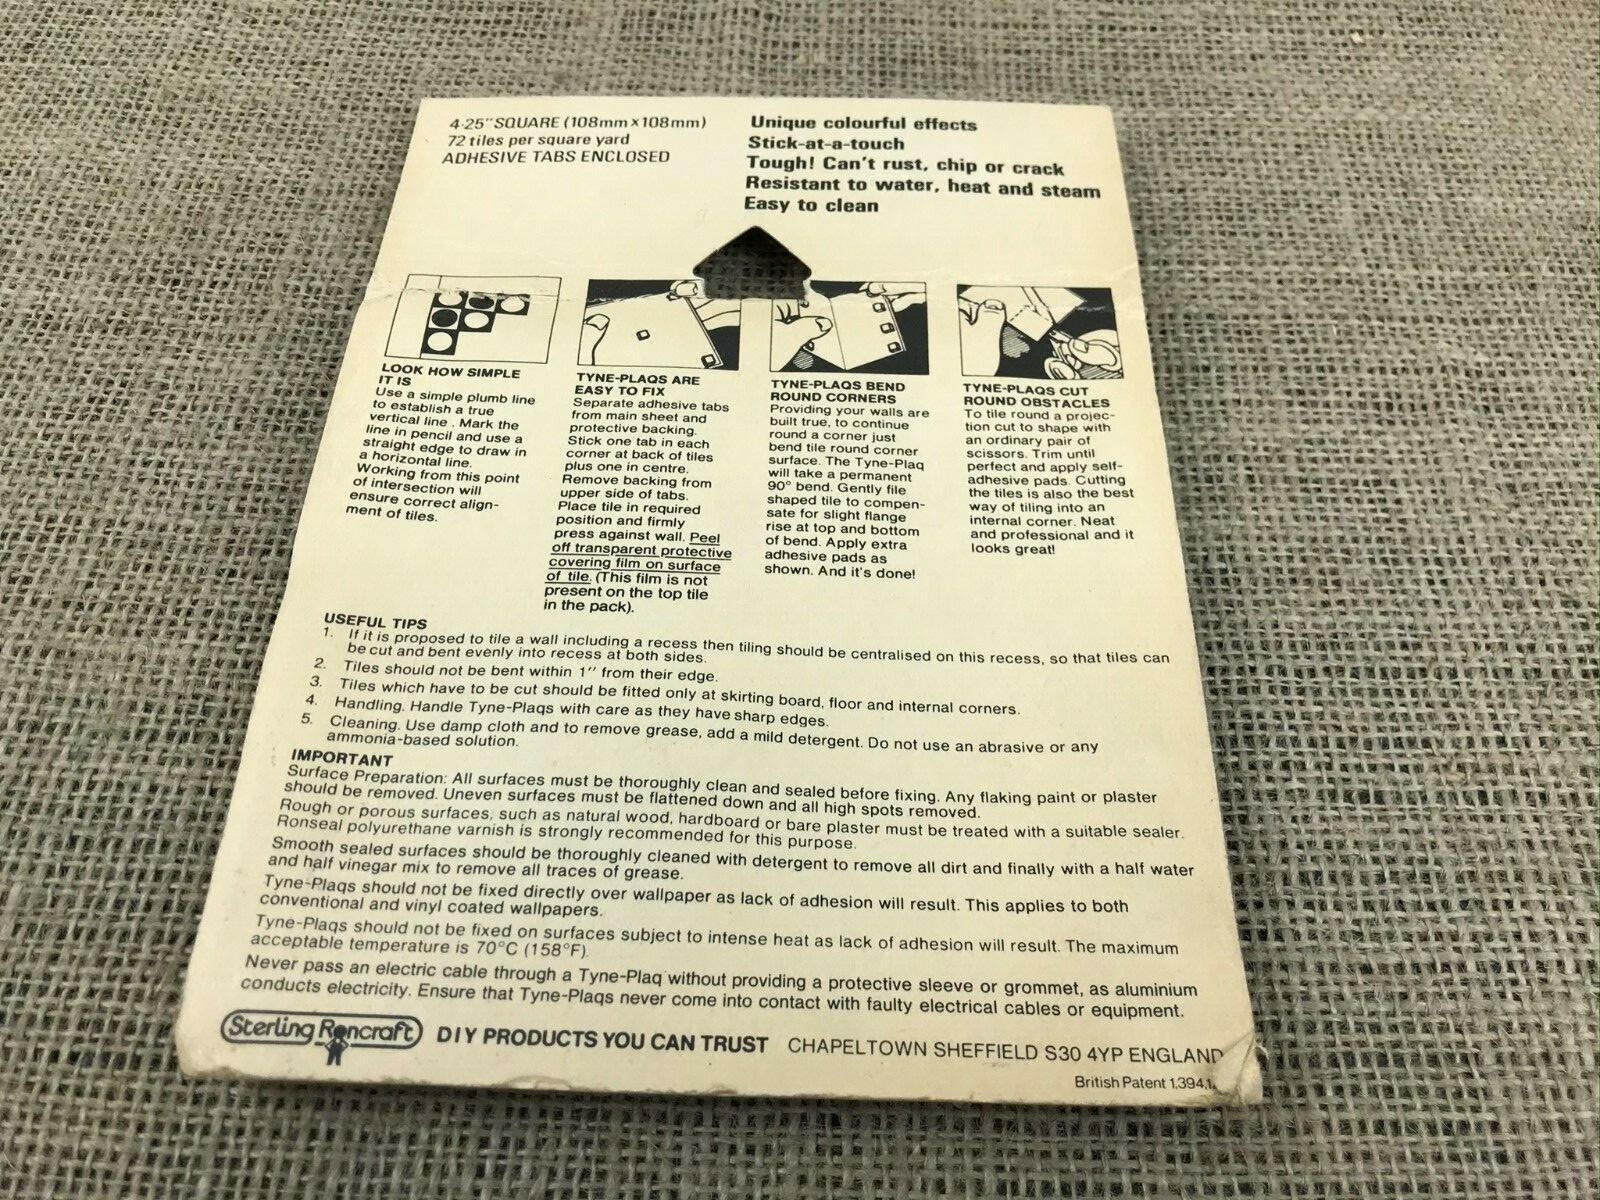 4·25" SQUARE (108mm x 108mm)
72 tiles per square yard
ADHESIVE TABS ENCLOSED
Unique colourful effects
Stick-at-a-touch
Tough! Can't rust, chip or crack
Resistant to water, heat and steam
Easy to clean
LOOK HOW SIMPLE
IT IS
Use a simple plumb line
to establish a true
vertical line . Mark the
line in pencil and use a
straight edge to draw in
a horizontal line.
Working from this point
of intersection will
ensure correct align-
ment of tiles.
TYNE-PLAQS ARE
EASY TO FIX
Separate adhesive tabs
from main sheet and
protective backing.
Stick one tab in each
corner at back of tiles
plus one in centre.
Remove backing from
upper side of tabs.
Place tile in required
position and firmly
press against wall. Peel
off transparent protective
covering film on surface
of tile. (This film is not
present on the top tile
in the pack).
TYNE-PLAQS BEND
ROUND CORNERS
Providing your walls are
built true, to continue
round a corner just
bend tile round corner
surface. The Tyne-Plaq
will take a permanent
90° bend. Gently file
shaped tile to compen-
sate for slight flange
rise at top and bottom
of bend. Apply extra
adhesive pads as
shown. And it's done!
TYNE-PLAQS CUT
ROUND OBSTACLES
To tile round a projec-
tion cut to shape with
an ordinary pair of
scissors. Trim until
perfect and apply self-
adhesive pads. Cutting
the tiles is also the best
way of tiling into an
internal corner. Neat
and professional and it
looks great!
USEFUL TIPS
1. If it is proposed to tile a wall including a recess then tiling should be centralised on this recess, so that tiles can
be cut and bent evenly into recess at both sides.
2. Tiles should not be bent within 1" from their edge.
3. Tiles which have to be cut should be fitted only at skirting board, floor and internal corners.
4. Handling. Handle Tyne-Plaqs with care as they have sharp edges.
5. Cleaning. Use damp cloth and to remove grease, add a mild detergent. Do not use an abrasive or any
ammonia-based solution.
IMPORTANT
Surface Preparation: All surfaces must be thoroughly clean and sealed before fixing. Any flaking paint or plaster
should be removed. Uneven surfaces must be flattened down and all high spots removed.
Rough or porous surfaces, such as natural wood, hardboard or bare plaster must be treated with a suitable sealer.
Ronseal polyurethane varnish is strongly recommended for this purpose.
Smooth sealed surfaces should be thoroughly cleaned with detergent to remove all dirt and finally with a half water
and half vinegar mix to remove all traces of grease.
Tyne-Plaqs should not be fixed directly over wallpaper as lack of adhesion will result. This applies to both
conventional and vinyl coated wallpapers.
Tyne-Plaqs should not be fixed on surfaces subject to intense heat as lack of adhesion will result. The maximum
acceptable temperature is 70°C (158°F).
Never pass an electric cable through a Tyne-Plaq without providing a protective sleeve or grommet, as aluminium
conducts electricity. Ensure that Tyne-Plaqs never come into contact with faulty electrical cables or equipment.
Sterling Roncraft DIY PRODUCTS YOU CAN TRUST CHAPELTOWN SHEFFIELD S30 4YP ENGLAND
British Patent